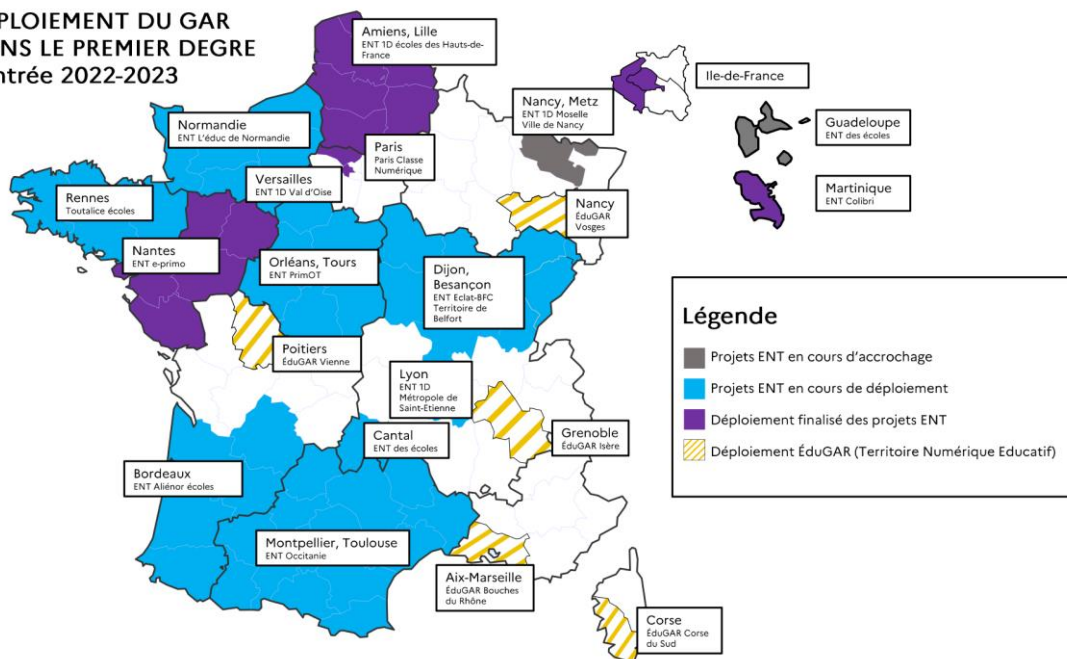 PLOIEMENT DU GAR
NS LE PREMIER DEGRE
ntrée 2022-2023
Amiens, Lille
ENT 1D écoles des Hauts-de-
France
Ile-de-France
Nancy, Metz
ENT 1D Moselle
Ville de Nancy
Guadeloupe
ENT des écoles
Normandie
ENT L'éduc de Normandie
Paris
Paris Classe
Numérique
Versailles
ENT 1D Val d'Oise
Martinique
ENT Colibri
Rennes
Toutalice écoles
Nancy
ÉduGAR
Vosges
Nantes
ENT e-primo
Orléans, Tours
ENT PrimOT
Dijon,
Besançon
ENT Eclat-BFC
Territoire de
Belfort
Poitiers
ÉduGAR Vienne
Lyon
ENT 1D
Métropole de
Saint-Étienne
Cantal
ENT des écoles
Grenoble
ÉduGAR Isère
Bordeaux
ENT Aliénor écoles
Montpellier, Toulouse
ENT Occitanie
Aix-Marseille
ÉduGAR Bouches
du Rhône
Corse
ÉduGAR Corse
du Sud
Légende
Projets ENT en cours d'accrochage
Projets ENT en cours de déploiement
Déploiement finalisé des projets ENT
Déploiement ÉduGAR (Territoire Numérique Educatif)